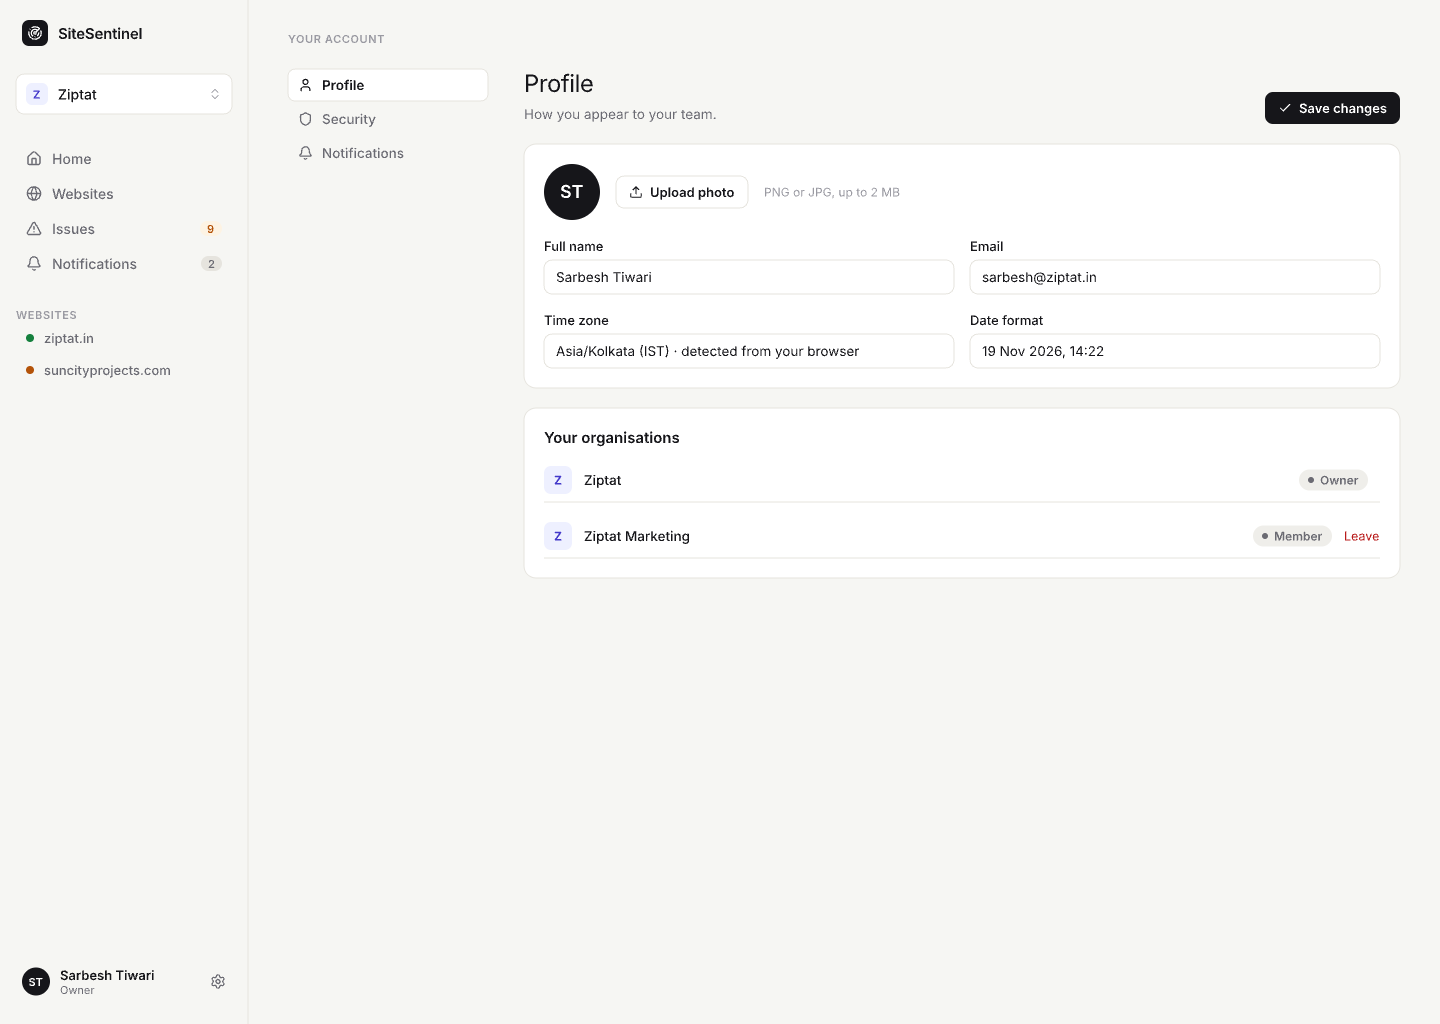 SiteSentinel
Z Ziptat
Home
Websites
Issues 9
Notifications 2
WEBSITES
ziptat.in
suncityprojects.com
ST Sarbesh Tiwari
Owner
YOUR ACCOUNT
Profile
Security
Notifications
Profile
How you appear to your team.
Save changes
ST Upload photo PNG or JPG, up to 2 MB
Full name
Sarbesh Tiwari
Email
sarbesh@ziptat.in
Time zone
Asia/Kolkata (IST) · detected from your browser
Date format
19 Nov 2026, 14:22
Your organisations
Z Ziptat Owner
Z Ziptat Marketing Member Leave